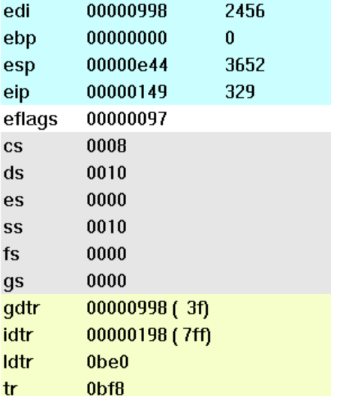 edi 00000998 2456
ebp 00000000 0
esp 00000e44 3652
eip 00000149 329
eflags 00000097
cs 0008
ds 0010
es 0000
ss 0010
fs 0000
gs 0000
gdtr 00000998 ( 3f)
idtr 00000198 ( 7ff)
ldtr 0be0
tr 0bf8